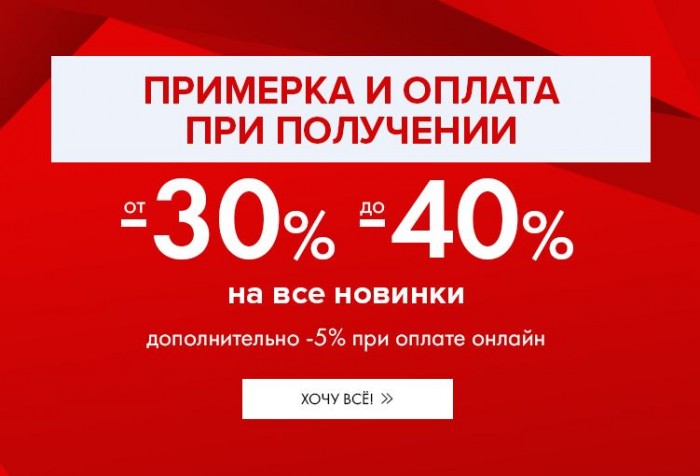 ПРИМЕРКА И ОПЛАТА
ПРИ ПОЛУЧЕНИИ
от -30% до -40%
на все новинки
дополнительно -5% при оплате онлайн
ХОЧУ ВСЁ! »